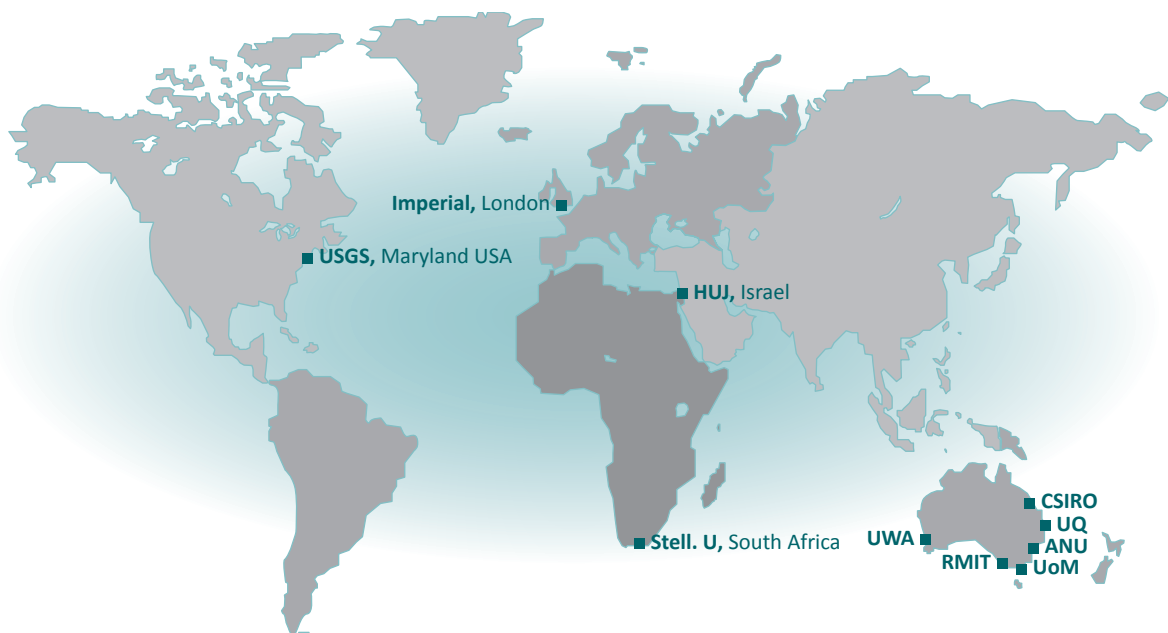 Imperial, London
USGS, Maryland USA
HUJ, Israel
CSIRO
UQ
UWA
ANU
Stell. U, South Africa
RMIT
UoM